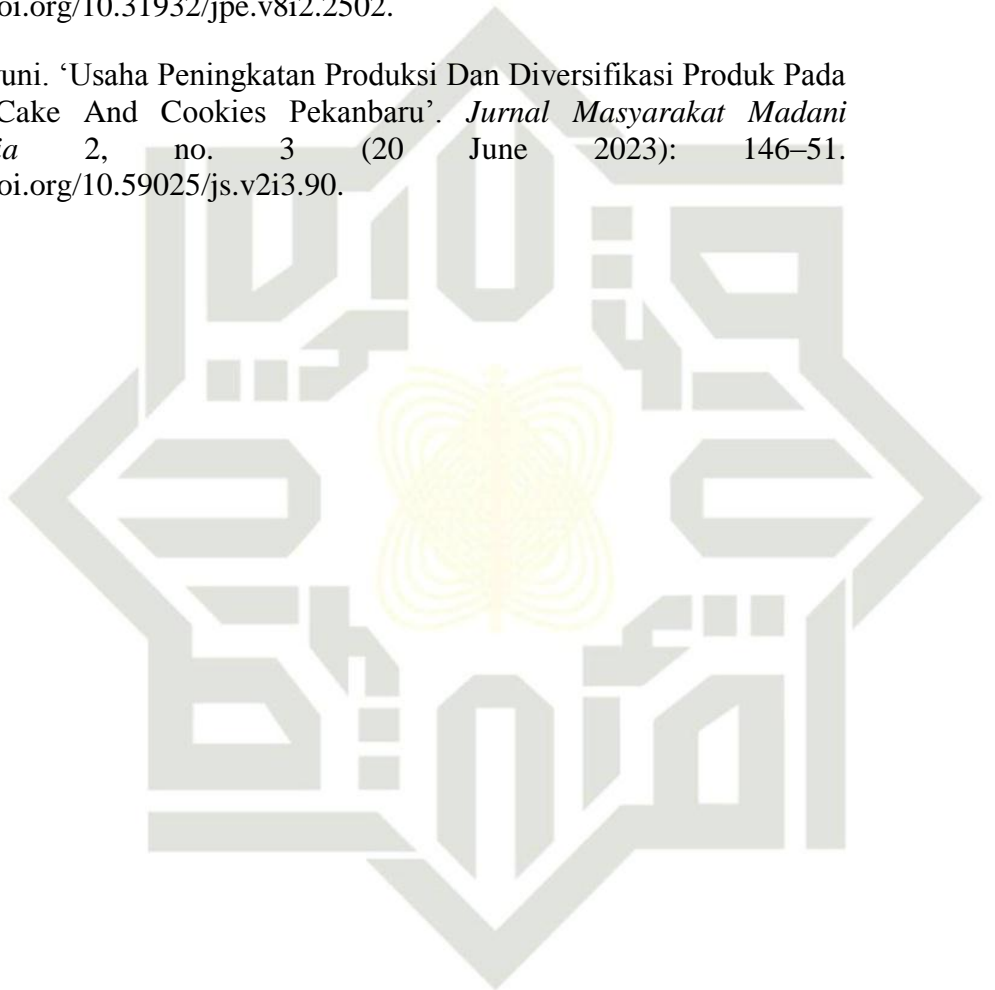 oi.org/10.31932/jpe.v8i2.2502.
uni. ‘Usaha Peningkatan Produksi Dan Diversifikasi Produk Pada
Cake And Cookies Pekanbaru’. Jurnal Masyarakat Madani
ia 2, no. 3 (20 June 2023): 146–51.
oi.org/10.59025/js.v2i3.90.